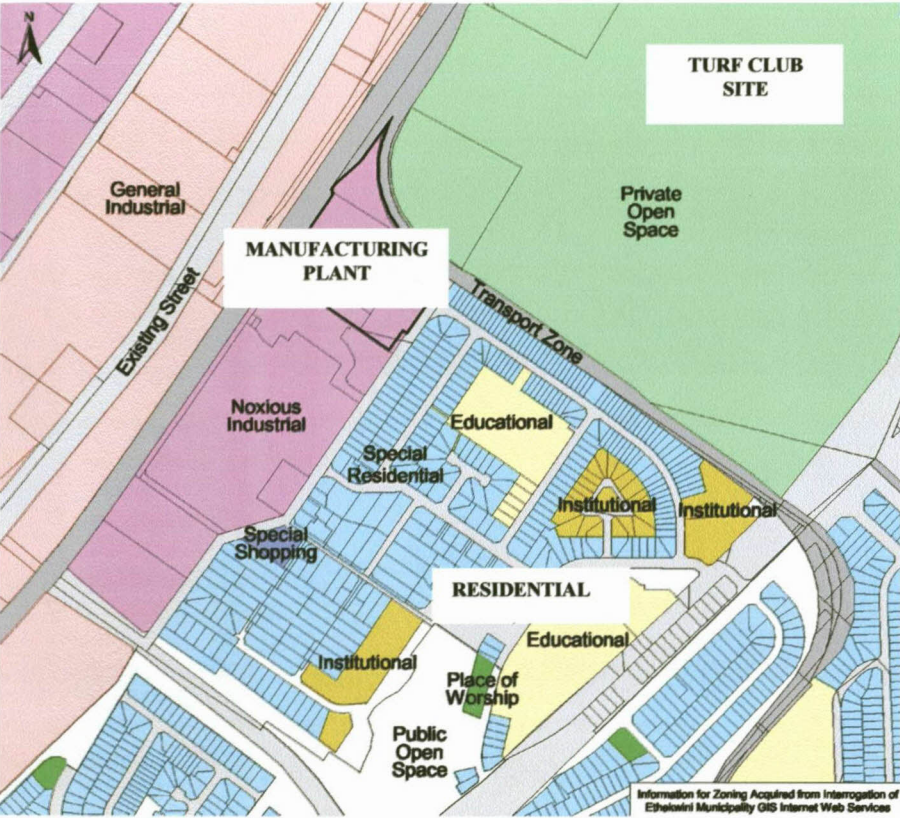 N
TURF CLUB
SITE
General
Industrial
Private
Open
Space
MANUFACTURING
PLANT
Existing Street
Transport Zone
Noxious
Industrial
Educational
Special
Residential
Institutional
Institutional
Special
Shopping
RESIDENTIAL
Educational
Institutional
Place of
Worship
Public
Open
Space
Information for Zoning Acquired from Interrogation of
Ethekwini Municipality GIS Internet Web Services